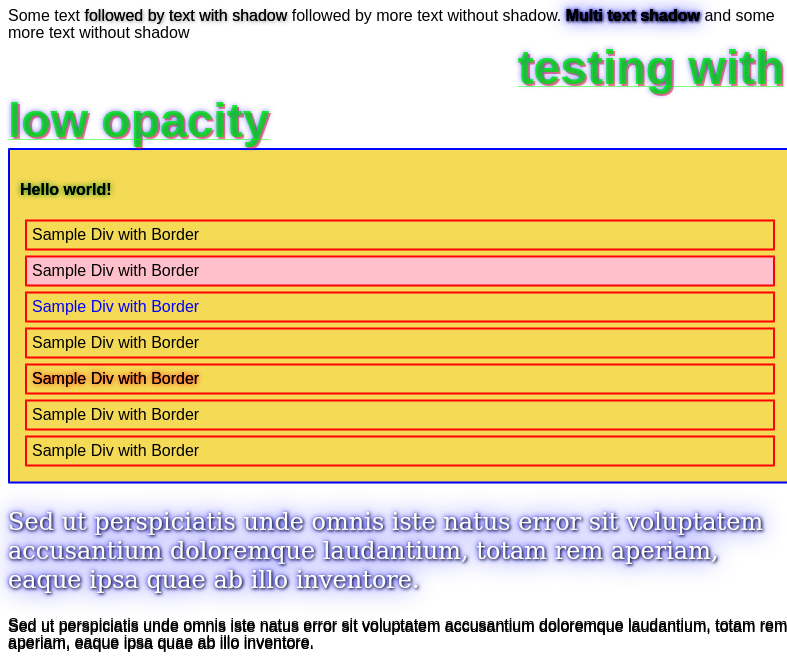 Some text followed by text with shadow followed by more text without shadow. Multi text shadow and some
more text without shadow
testing with
low opacity
Hello world!
Sample Div with Border
Sample Div with Border
Sample Div with Border
Sample Div with Border
Sample Div with Border
Sample Div with Border
Sample Div with Border
Sed ut perspiciatis unde omnis iste natus error sit voluptatem
accusantium doloremque laudantium, totam rem aperiam,
eaque ipsa quae ab illo inventore.
Sed ut perspiciatis unde omnis iste natus error sit voluptatem accusantium doloremque laudantium, totam rem
aperiam, eaque ipsa quae ab illo inventore.